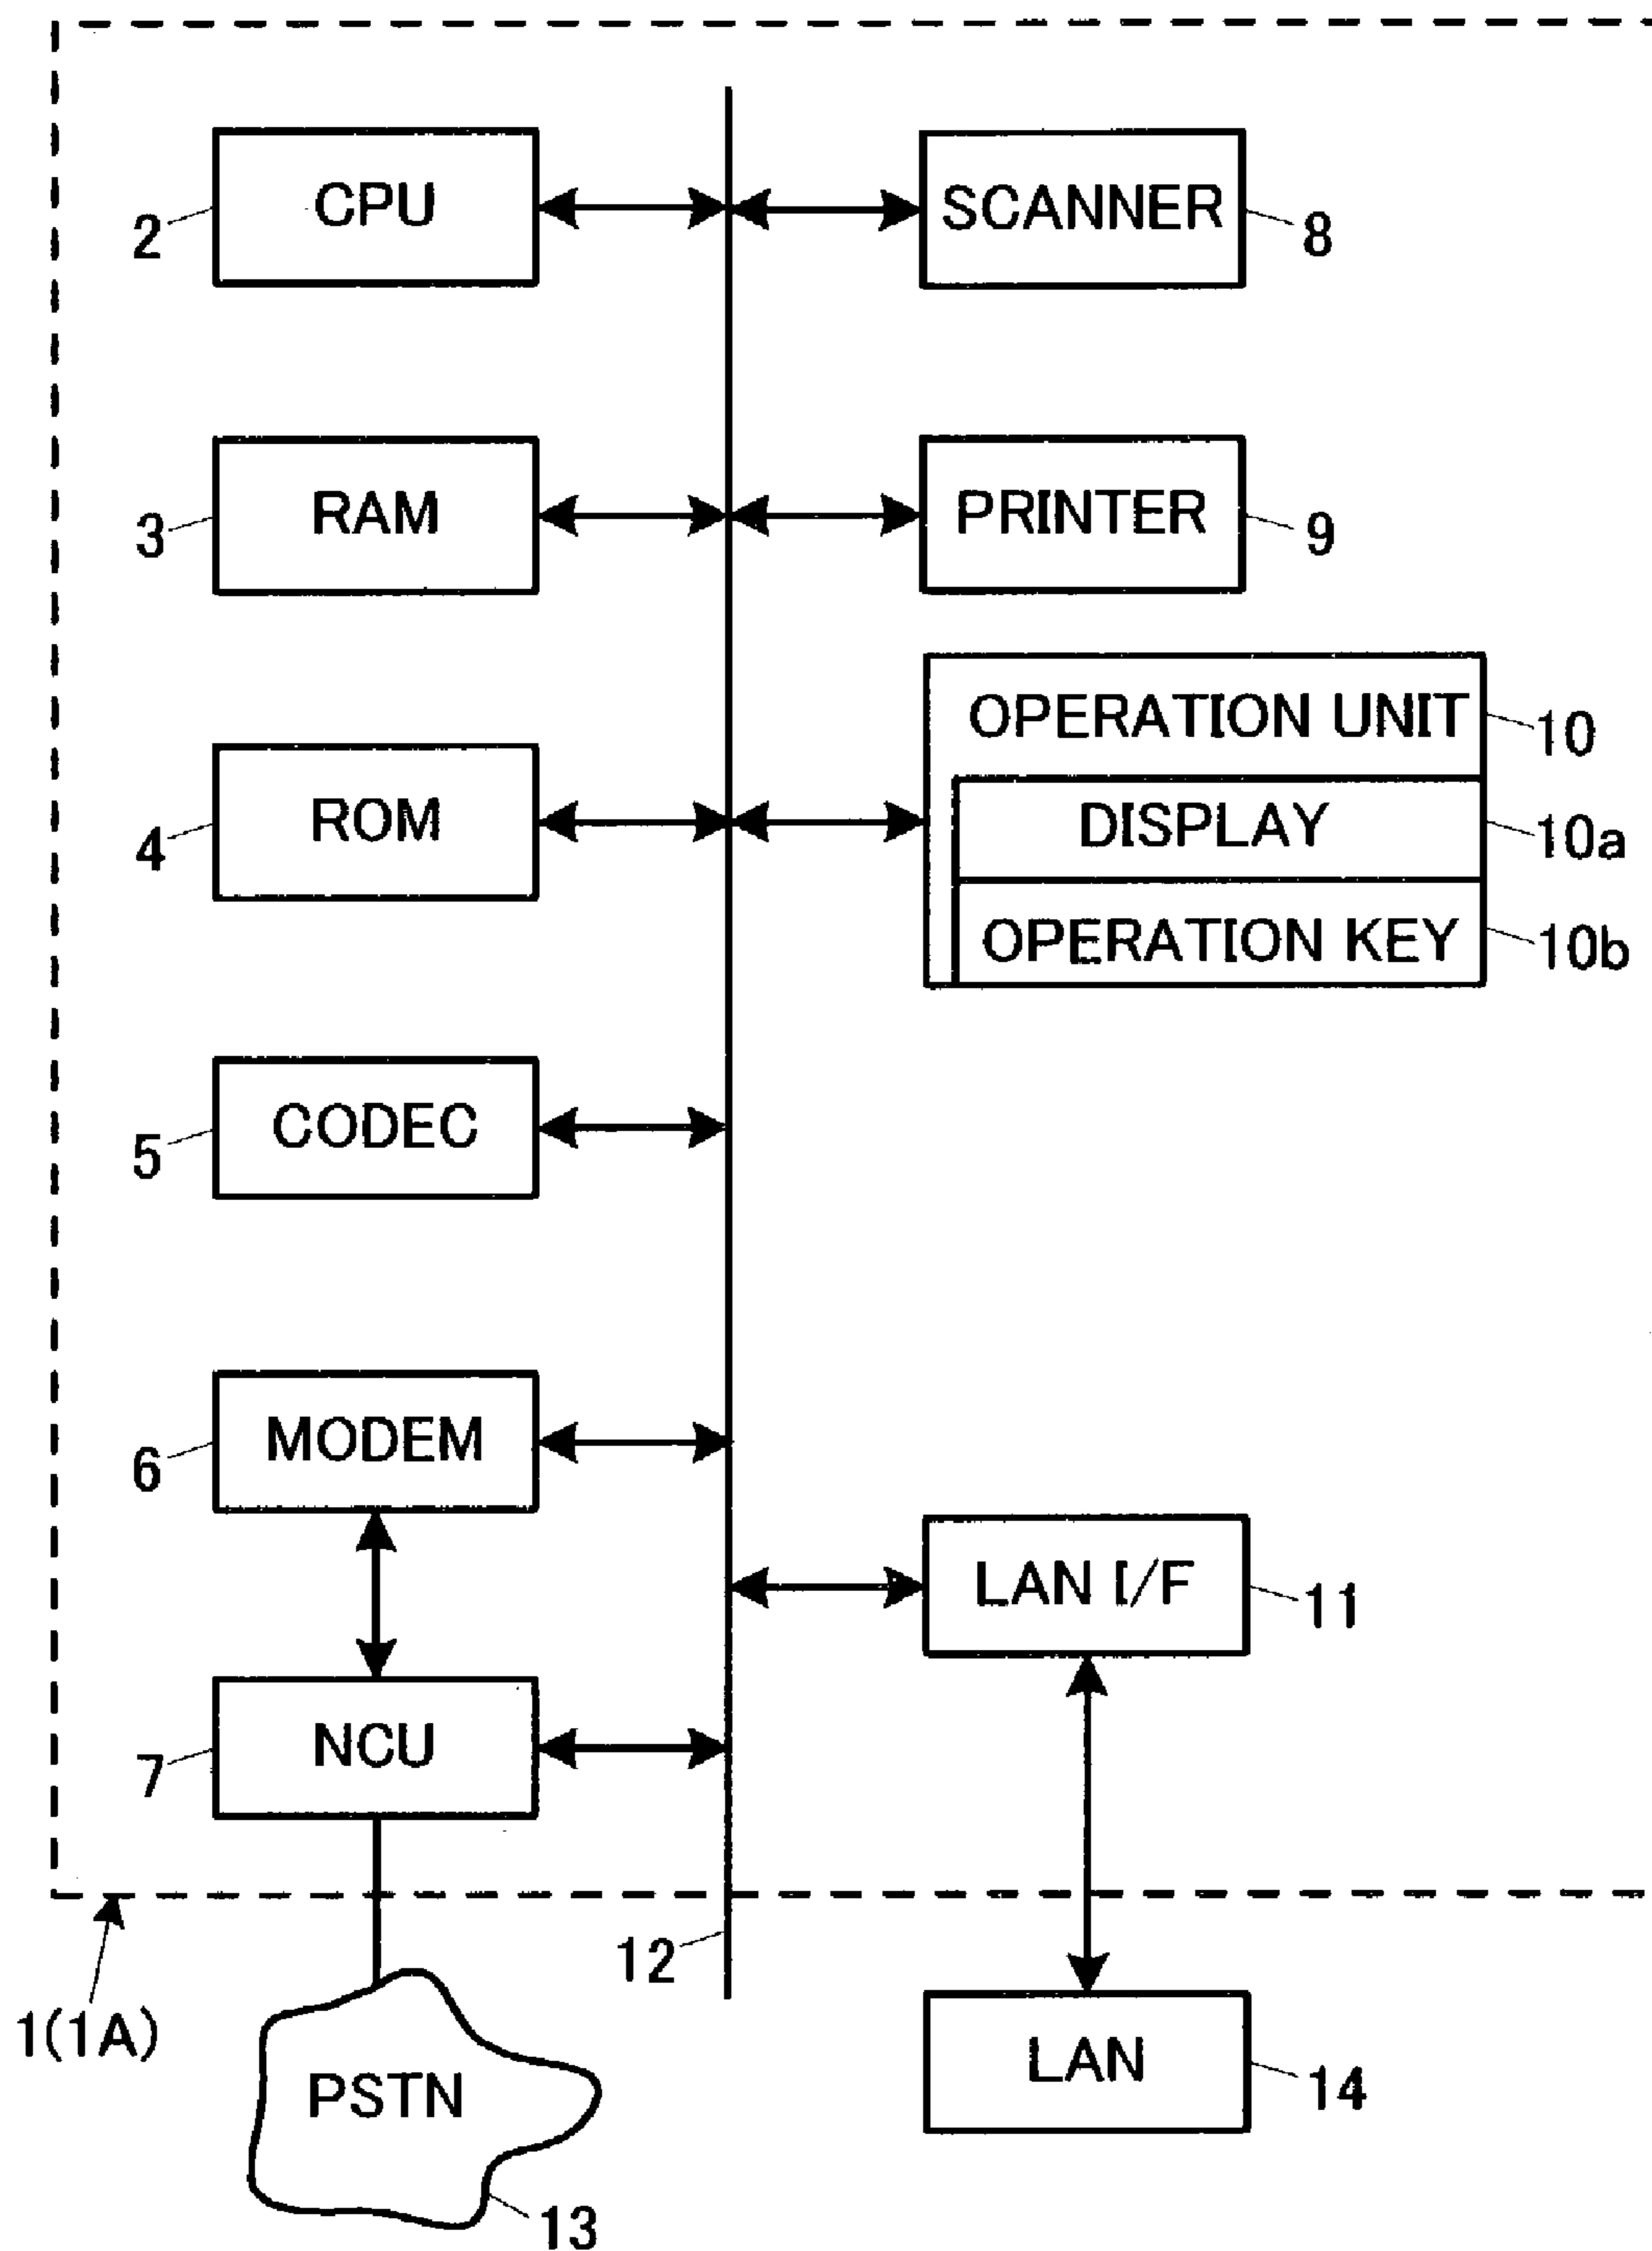 CPU
2
SCANNER
8
RAM
3
PRINTER
9
OPERATION UNIT
10
ROM
4
DISPLAY
10a
OPERATION KEY
10b
CODEC
5
MODEM
6
LAN I/F
11
NCU
7
12
1(1A)
PSTN
13
LAN
14